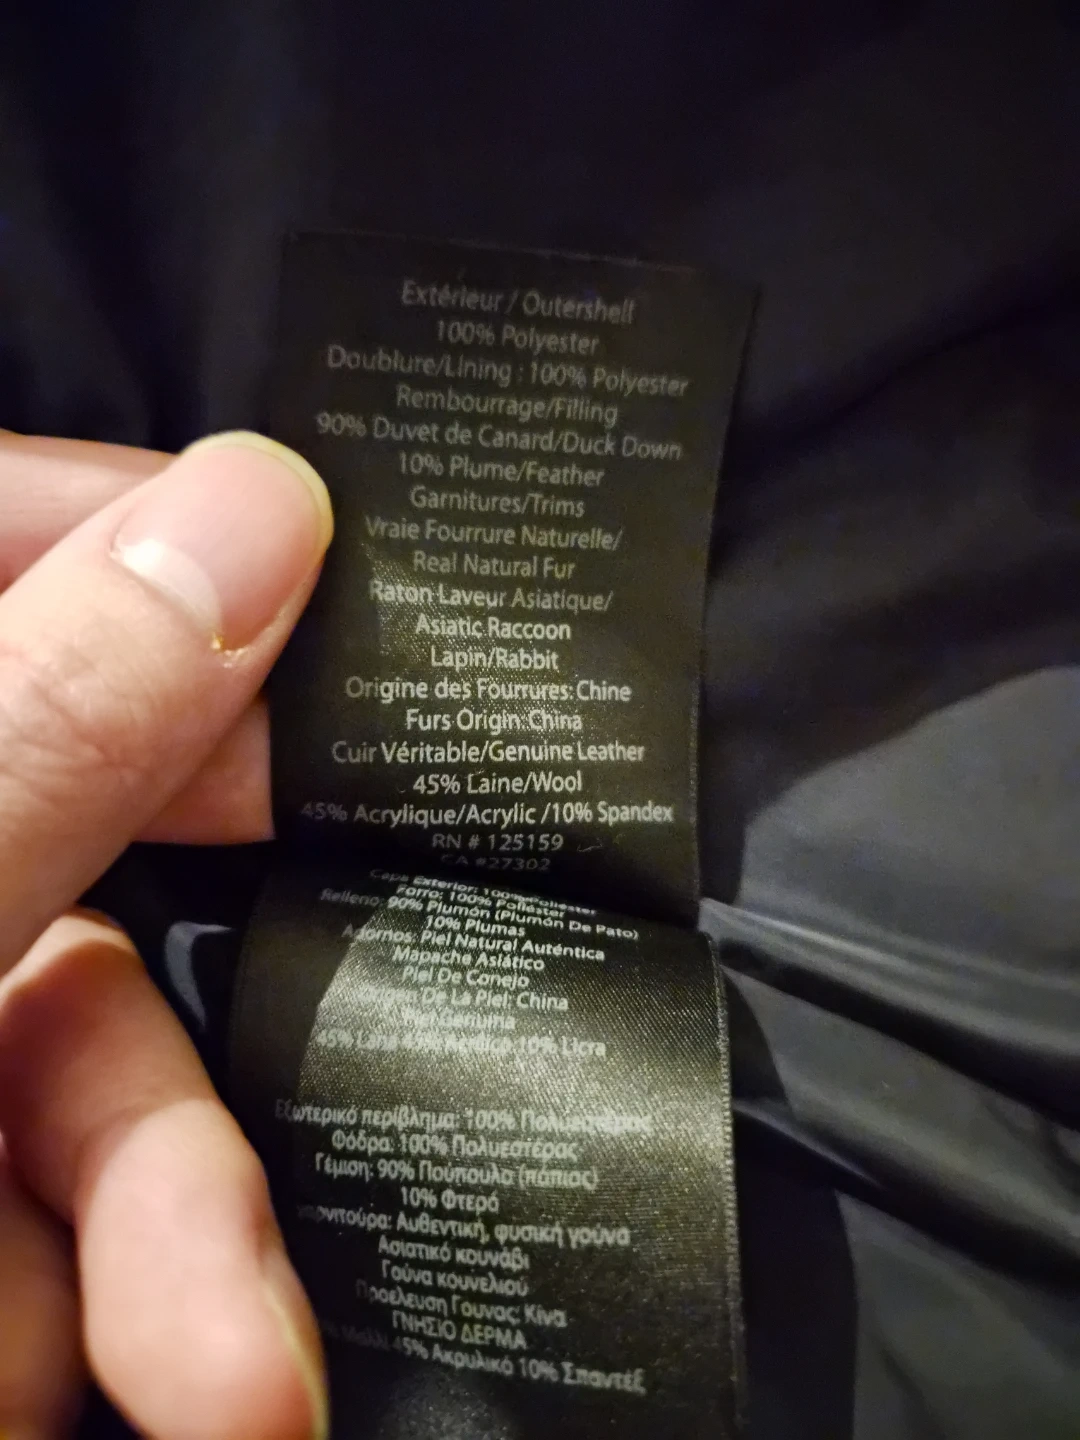 Extérieur / Outershell
100% Polyester
Doublure/Lining : 100% Polyester
Rembourrage/Filling
90% Duvet de Canard/Duck Down
10% Plume/Feather
Garnitures/Trims
Vraie Fourrure Naturelle/
Real Natural Fur
Raton Laveur Asiatique/
Asiatic Raccoon
Lapin/Rabbit
Origine des Fourrures: Chine
Furs Origin: China
Cuir Véritable/Genuine Leather
45% Laine/Wool
45% Acrylique/Acrylic /10% Spandex
RN # 125159
CA #27302
Capa Exterior: 100%
Forro: 100% Poliester
Relleno: 90% Plumón (Plumón De Pato)
10% Plumas
Adornos: Piel Natural Auténtica
Mapache Asiático
Piel De Conejo
De La Piel: China
45% 10% Licra
Εξωτερικό περίβλημα: 100% Πολυεστέρας
Φόδρα: 100% Πολυεστέρας
Γέμιση: 90% Πούπουλα (πάπιας)
10% Φτερό
Αυθεντική, φυσική γούνα
Ασιατικό κουνάβι
Γούνα κουνελιού
Προέλευση Γούνας: Κίνα
ΓΝΗΣΙΟ ΔΕΡΜΑ
45% Ακρυλικό 10% Σπαντέξ